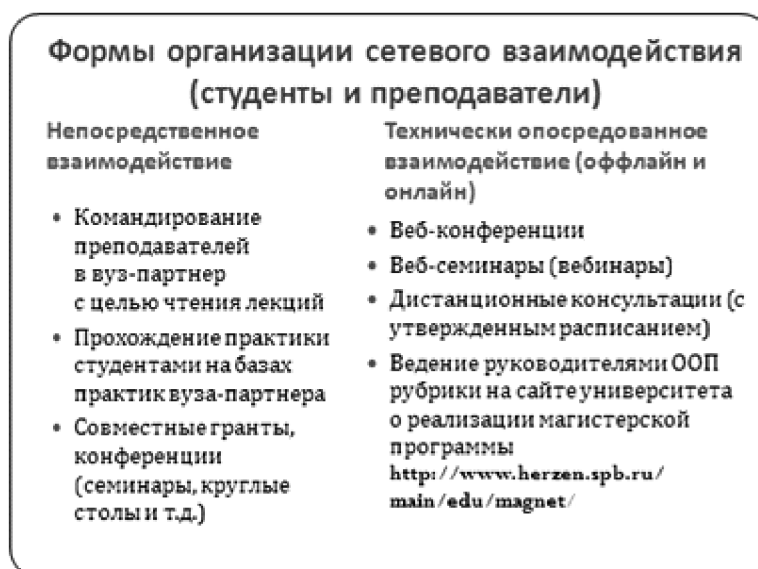 Формы организации сетевого взаимодействия
(студенты и преподаватели)
Непосредственное
взаимодействие
• Командирование
преподавателей
в вуз-партнер
с целью чтения лекций
• Прохождение практики
студентами на базах
практик вуза-партнера
• Совместные гранты,
конференции
(семинары, круглые
столы и т.д.)
Технически опосредованное
взаимодействие (оффлайн и
онлайн)
• Веб-конференции
• Веб-семинары (вебинары)
• Дистанционные консультации (с
утвержденным расписанием)
• Ведение руководителями ООП
рубрики на сайте университета
о реализации магистерской
программы
http://www.herzen.spb.ru/
main/edu/magnet/